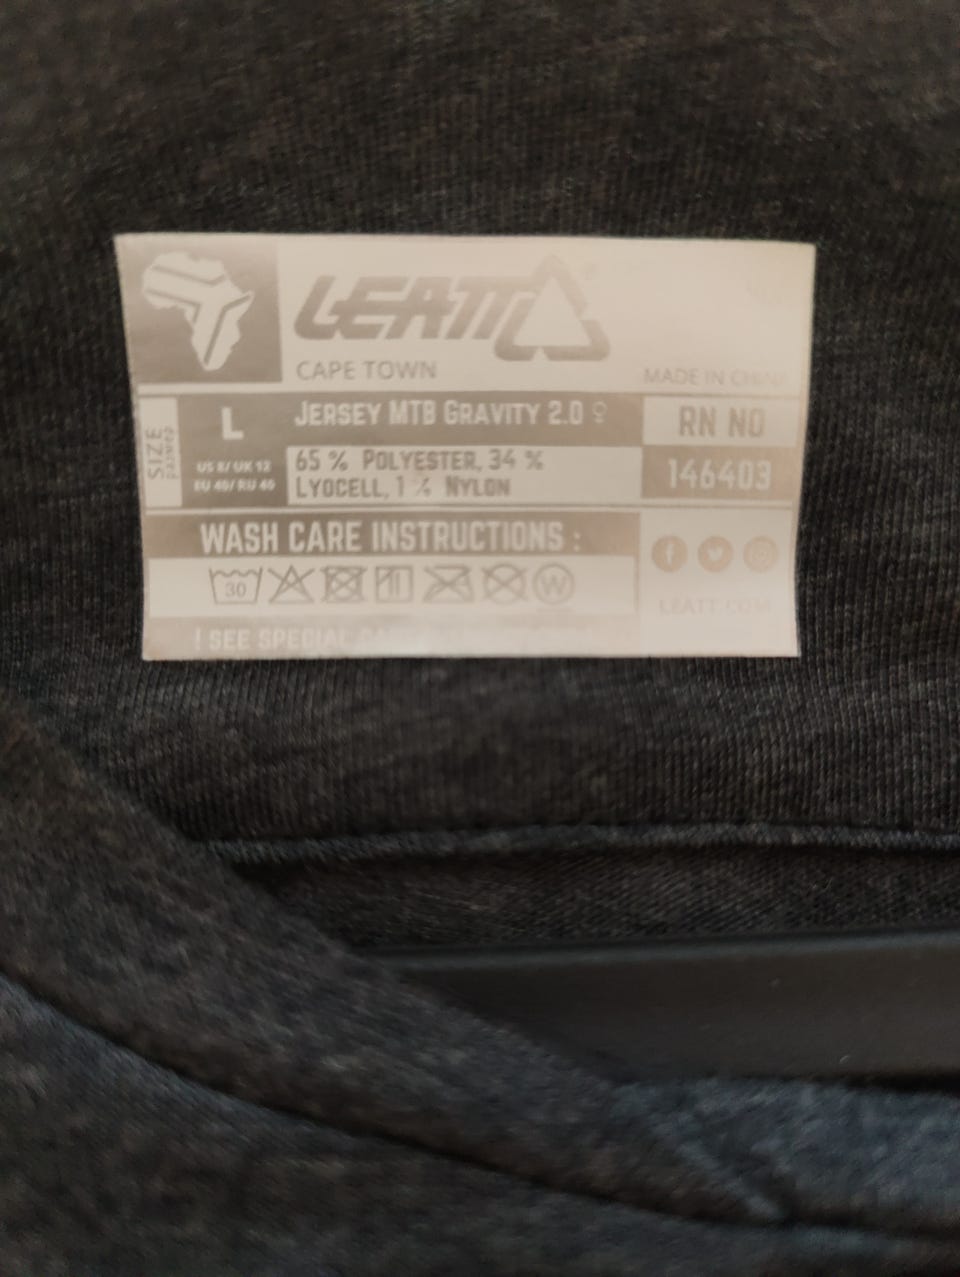 LEATT
CAPE TOWN
MADE IN CHINA
SIZE
L
US 8/ UK 12
EU 40/ RU 46
JERSEY MTB GRAVITY 2.0 ♀
65 % POLYESTER, 34 %
LYOCELL, 1 % NYLON
RN NO
146403
WASH CARE INSTRUCTIONS :
30
W
LEATT.COM
! SEE SPECIAL